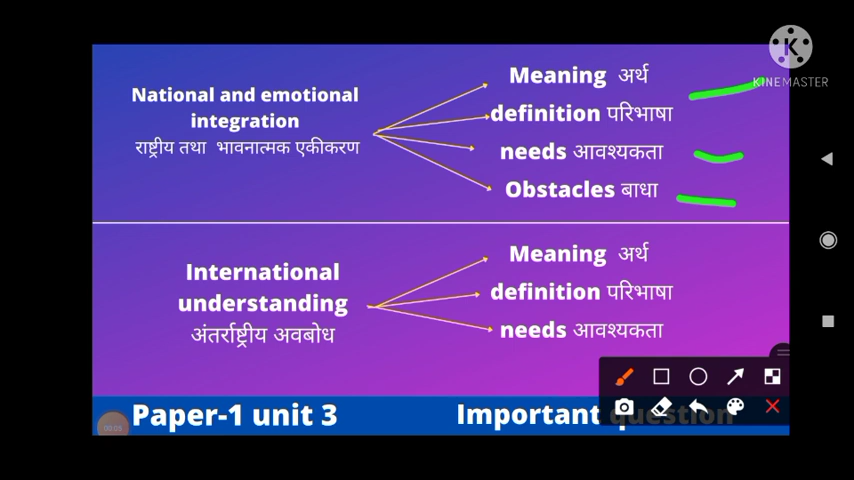 KINEMASTER
National and emotional
integration
राष्ट्रीय तथा भावनात्मक एकीकरण
Meaning अर्थ
definition परिभाषा
needs आवश्यकता
Obstacles बाधा
International
understanding
अंतर्राष्ट्रीय अवबोध
Meaning अर्थ
definition परिभाषा
needs आवश्यकता
Paper-1 unit 3
Important question